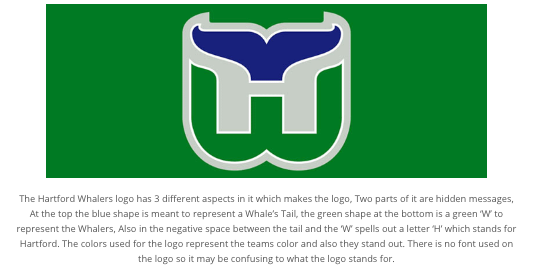 The Hartford Whalers logo has 3 different aspects in it which makes the logo, Two parts of it are hidden messages,
At the top the blue shape is meant to represent a Whale's Tail, the green shape at the bottom is a green 'W' to
represent the Whalers, Also in the negative space between the tail and the 'W' spells out a letter 'H' which stands for
Hartford. The colors used for the logo represent the teams color and also they stand out. There is no font used on
the logo so it may be confusing to what the logo stands for.